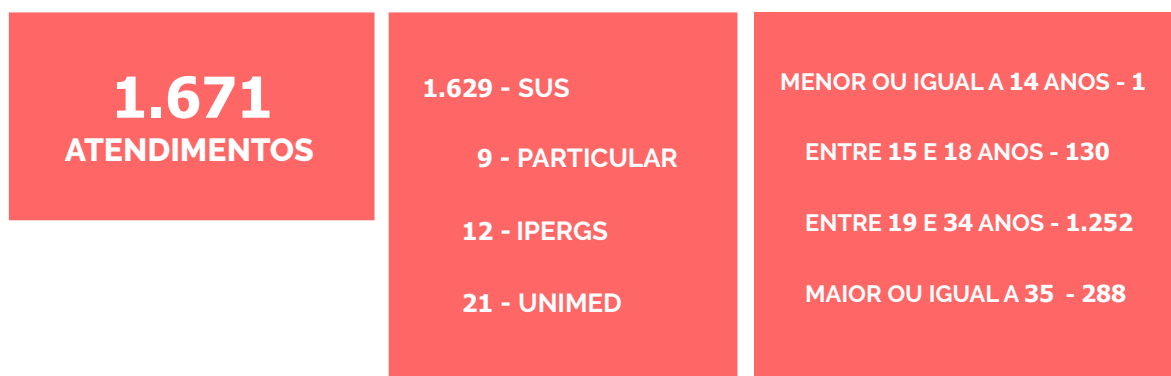 1.671
ATENDIMENTOS
1.629 - SUS
9 - PARTICULAR
12 - IPERGS
21 - UNIMED
MENOR OU IGUAL A 14 ANOS - 1
ENTRE 15 E 18 ANOS - 130
ENTRE 19 E 34 ANOS - 1.252
MAIOR OU IGUAL A 35 - 288